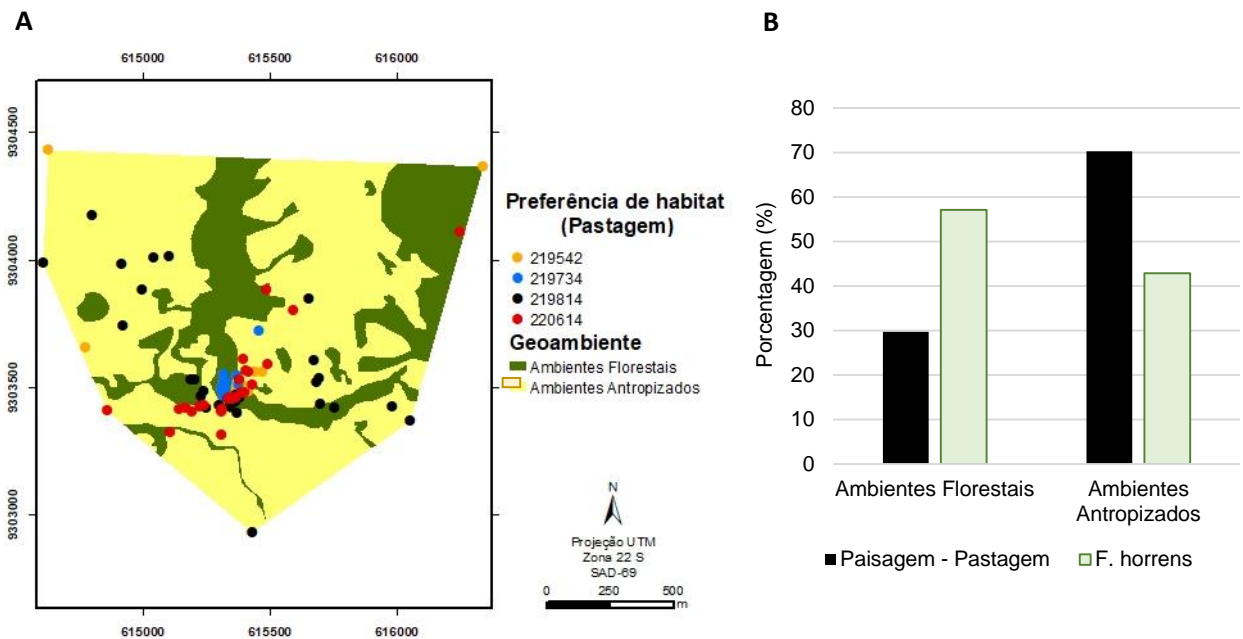 A
615000 615500 616000
9304500
9304000
9303500
9303000
615000 615500 616000
Preferência de habitat
(Pastagem)
219542
219734
219814
220614
Geoambiente
Ambientes Florestais
Ambientes Antropizados
N
Projeção UTM
Zona 22 S
SAD-69
0 250 500
m
B
Porcentagem (%)
80
70
60
50
40
30
20
10
0
Ambientes Florestais
Ambientes
Antropizados
Paisagem - Pastagem
F. horrens